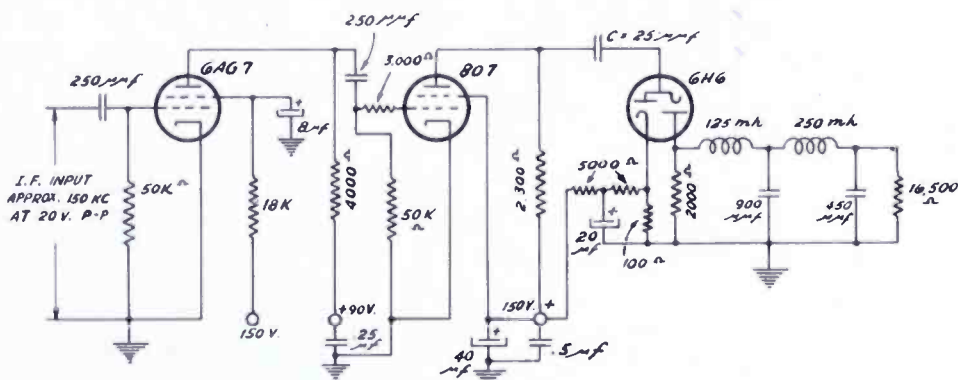 250 μμf
6AG7
250 μμf
3,000 Ω
807
C = 25 μμf
6H6
8 μf
125 mh
250 mh
I.F. INPUT
APPROX. 150 KC
AT 20 V. P-P
50K Ω
18K
4000 Ω
50K
Ω
2,300 Ω
5000 Ω
20
μf
100 Ω
2000 Ω
900
μμf
450
μμf
16,500
Ω
150 V.
+90V.
.25
μf
150V. +
40
μf
.5 μf